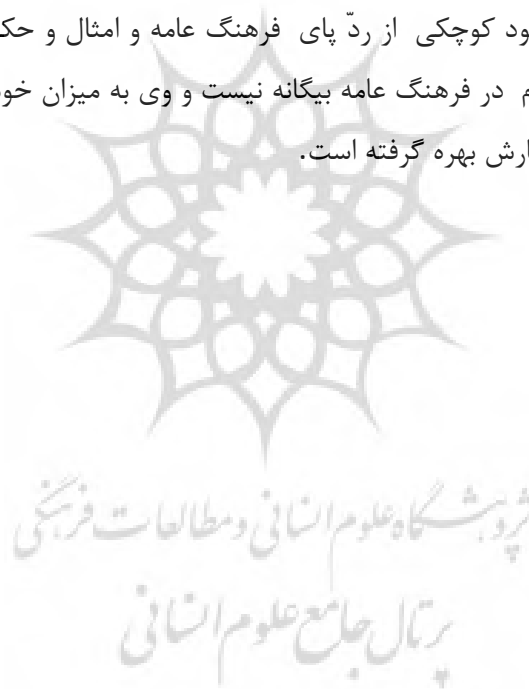 ود کوچکی از ردّ پای فرهنگ عامه و امثال و حک
م در فرهنگ عامه بیگانه نیست و وی به میزان خو
ارش بهره گرفته است.
پژوهشگاه علوم انسانی و مطالعات فرهنگی
پرتال جامع علوم انسانی